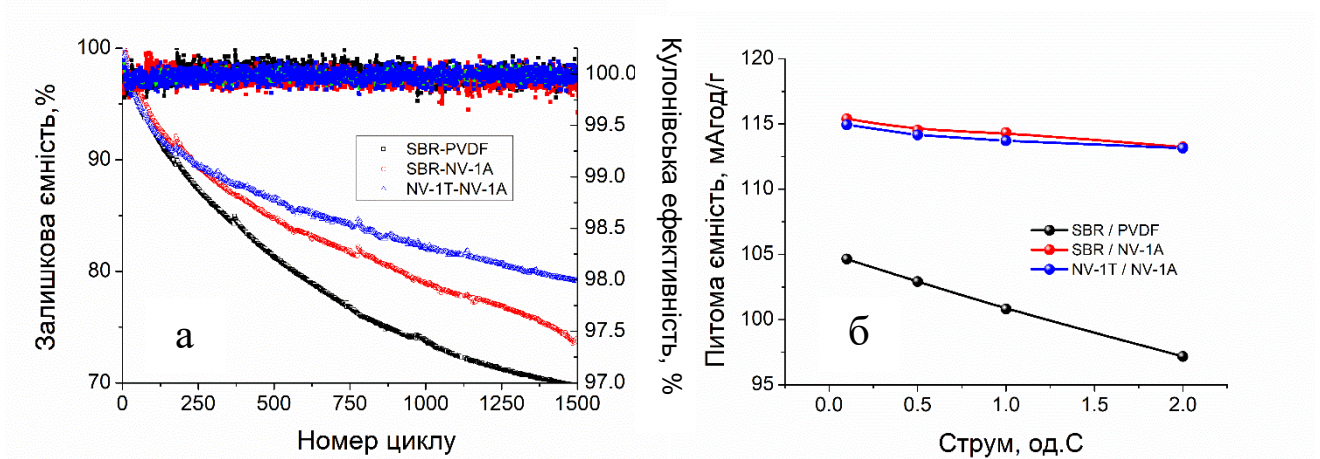 Залишкова ємність, %
100
90
80
70
0
250
500
750
1000
1250
1500
Номер циклу
100.0
99.5
99.0
98.5
98.0
97.5
97.0
Кулонівська ефективність, %
SBR-PVDF
SBR-NV-1A
NV-1T-NV-1A
а
Питома ємність, мАгод/г
120
115
110
105
100
95
0.0
0.5
1.0
1.5
2.0
Струм, од.С
SBR / PVDF
SBR / NV-1A
NV-1T / NV-1A
б